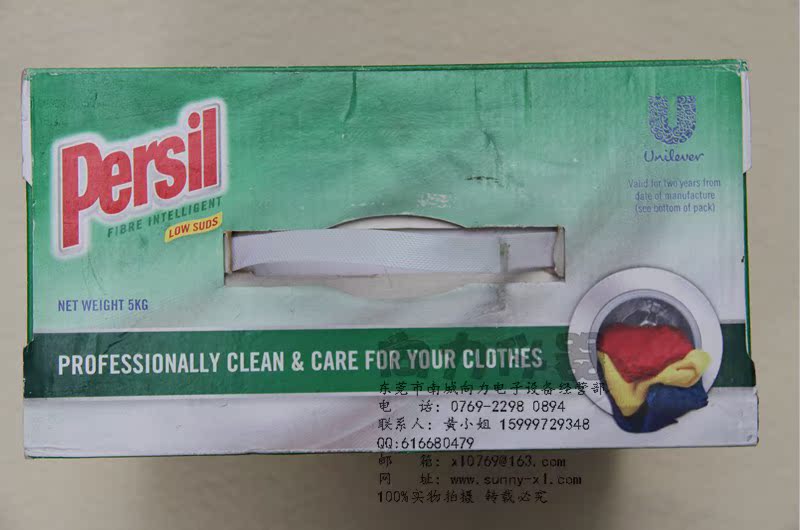 Persil
FIBRE INTELLIGENT
LOW SUDS
Unilever
Valid for two years from
date of manufacture
(see bottom of pack)
NET WEIGHT 5KG
PROFESSIONALLY CLEAN & CARE FOR YOUR CLOTHES
东莞市南城向力电子设备经营部
电 话: 0769-2298 0894
联系人: 黄小姐 15999729348
QQ:616680479
邮 箱: xl0769@163.com
网 址: www.sunny-xl.com
100%实物拍摄 转载必究